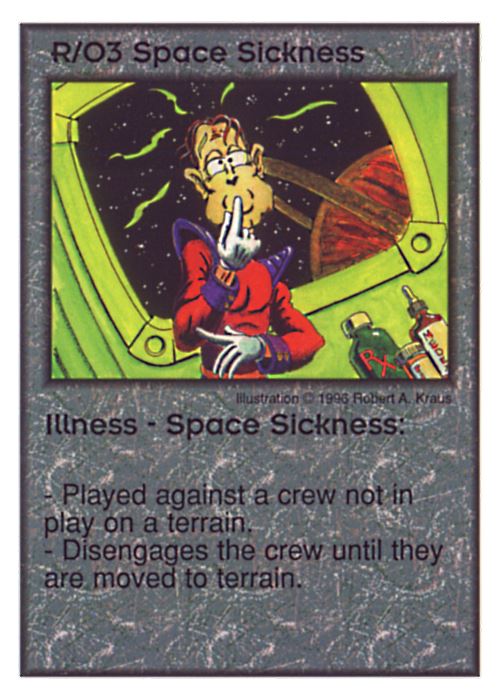 R/O3 Space Sickness
Rx
Illustration © 1996 Robert A. Kraus
Illness - Space Sickness:
- Played against a crew not in
play on a terrain.
- Disengages the crew until they
are moved to terrain.